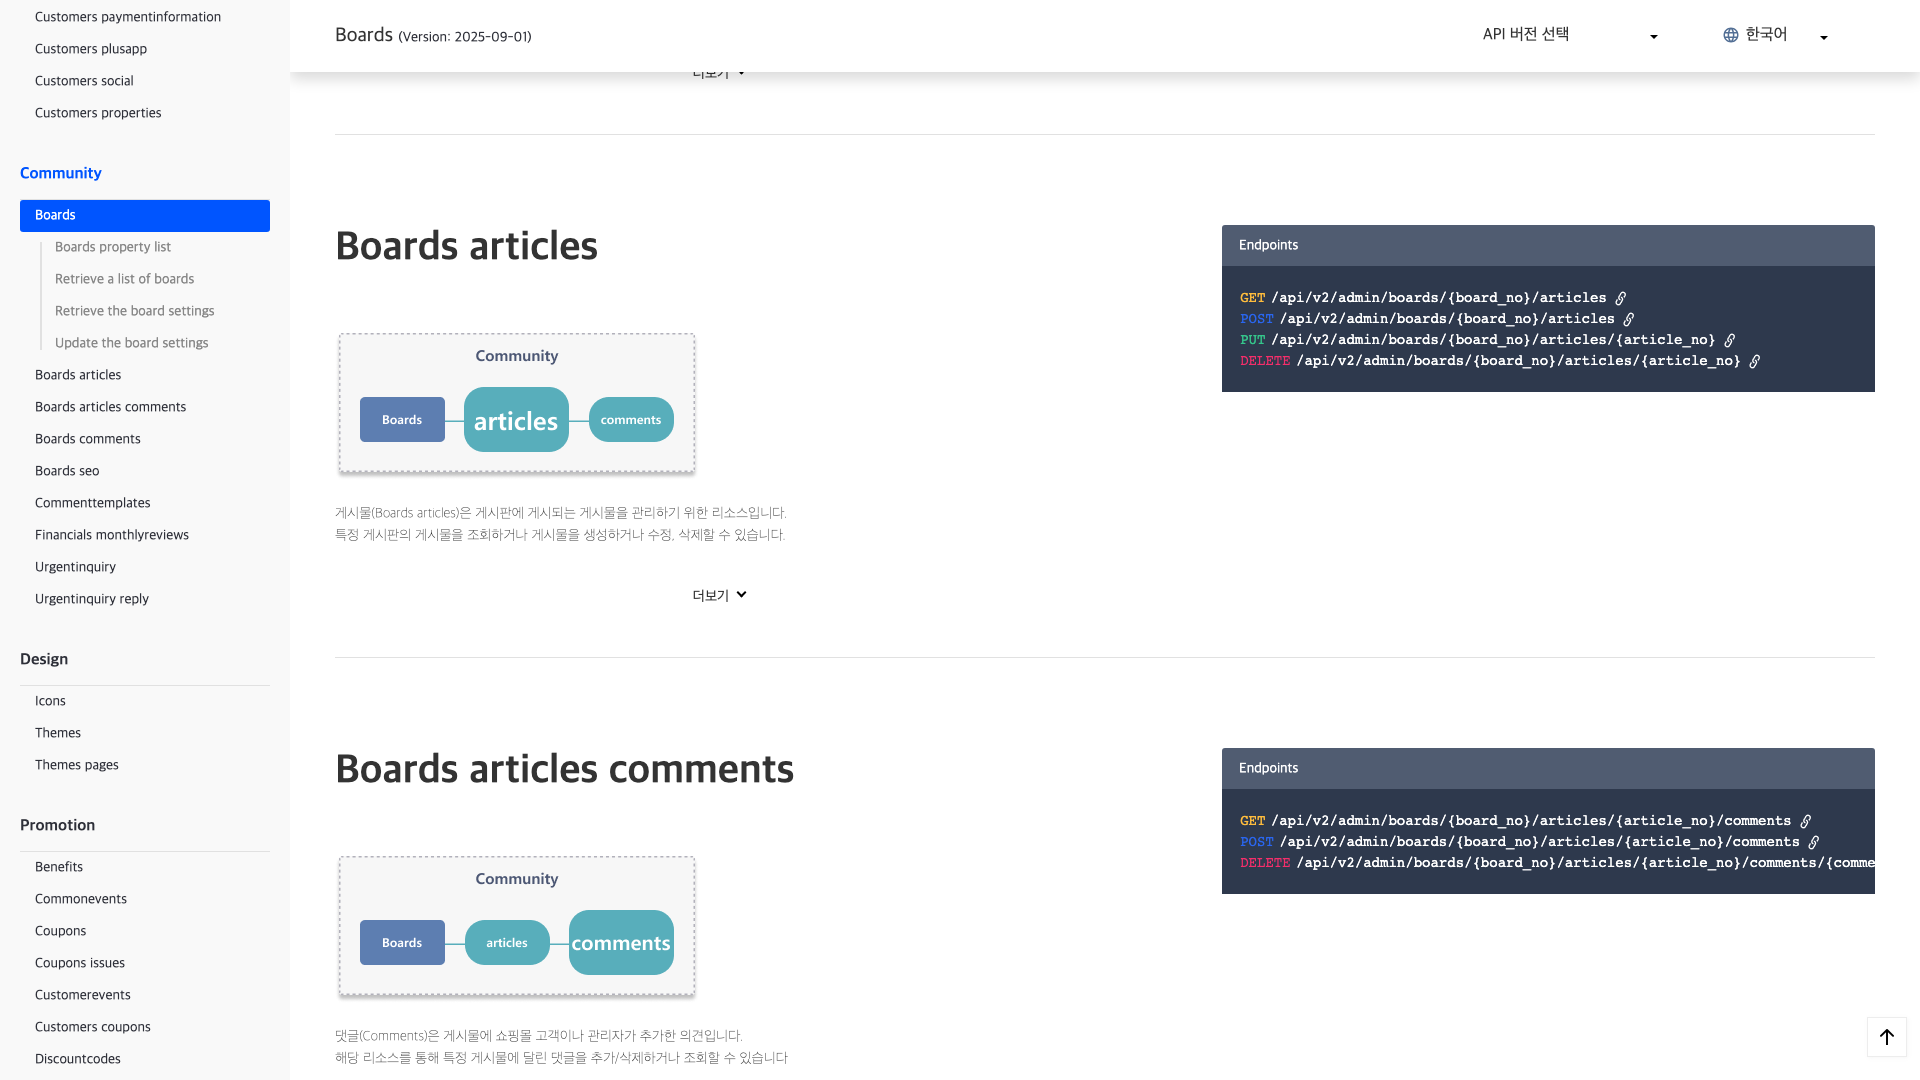 Customers paymentinformation
Customers plusapp
Customers social
Customers properties
Community
Boards
Boards property list
Retrieve a list of boards
Retrieve the board settings
Update the board settings
Boards articles
Boards articles comments
Boards comments
Boards seo
Commenttemplates
Financials monthlyreviews
Urgentinquiry
Urgentinquiry reply
Design
Icons
Themes
Themes pages
Promotion
Benefits
Commonevents
Coupons
Coupons issues
Customerevents
Customers coupons
Discountcodes
Boards (Version: 2025-09-01)
API 버전 선택
한국어
더보기
Boards articles
Community
Boards
articles
comments
게시물(Boards articles)은 게시판에 게시되는 게시물을 관리하기 위한 리소스입니다.
특정 게시판의 게시물을 조회하거나 게시물을 생성하거나 수정, 삭제할 수 있습니다.
더보기
Endpoints
GET /api/v2/admin/boards/{board_no}/articles
POST /api/v2/admin/boards/{board_no}/articles
PUT /api/v2/admin/boards/{board_no}/articles/{article_no}
DELETE /api/v2/admin/boards/{board_no}/articles/{article_no}
Boards articles comments
Community
Boards
articles
comments
댓글(Comments)은 게시물에 쇼핑몰 고객이나 관리자가 추가한 의견입니다.
해당 리소스를 통해 특정 게시물에 달린 댓글을 추가/삭제하거나 조회할 수 있습니다
Endpoints
GET /api/v2/admin/boards/{board_no}/articles/{article_no}/comments
POST /api/v2/admin/boards/{board_no}/articles/{article_no}/comments
DELETE /api/v2/admin/boards/{board_no}/articles/{article_no}/comments/{comme